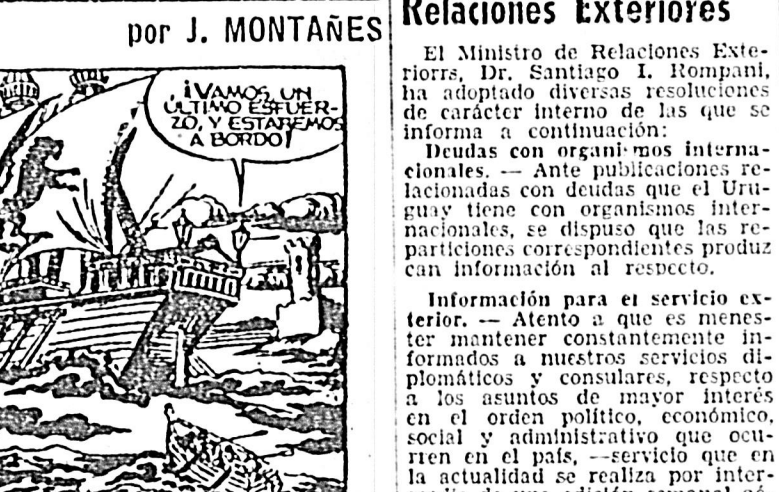 por J. MONTAÑES
¡VAMOS, UN
ÚLTIMO ESFUER-
ZO, Y ESTAREMOS
A BORDO!
Relaciones Exteriores
El Ministro de Relaciones Exte-
riorrs, Dr. Santiago I. Rompani,
ha adoptado diversas resoluciones
de carácter interno de las que se
informa a continuación:
Deudas con organismos interna-
cionales. — Ante publicaciones re-
lacionadas con deudas que el Uru-
guay tiene con organismos inter-
nacionales, se dispuso que las re-
particiones correspondientes produz
can información al respecto.
Información para el servicio ex-
terior. — Atento a que es menes-
ter mantener constantemente in-
formados a nuestros servicios di-
plomáticos y consulares, respecto
a los asuntos de mayor interés
en el orden político, económico,
social y administrativo que ocu-
rren en el país, —servicio que en
la actualidad se realiza por inter-